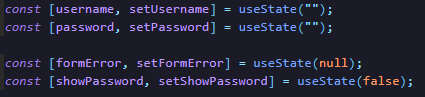 const [username, setUsername] = useState("");
const [password, setPassword] = useState("");
const [formError, setFormError] = useState(null);
const [showPassword, setShowPassword] = useState(false);